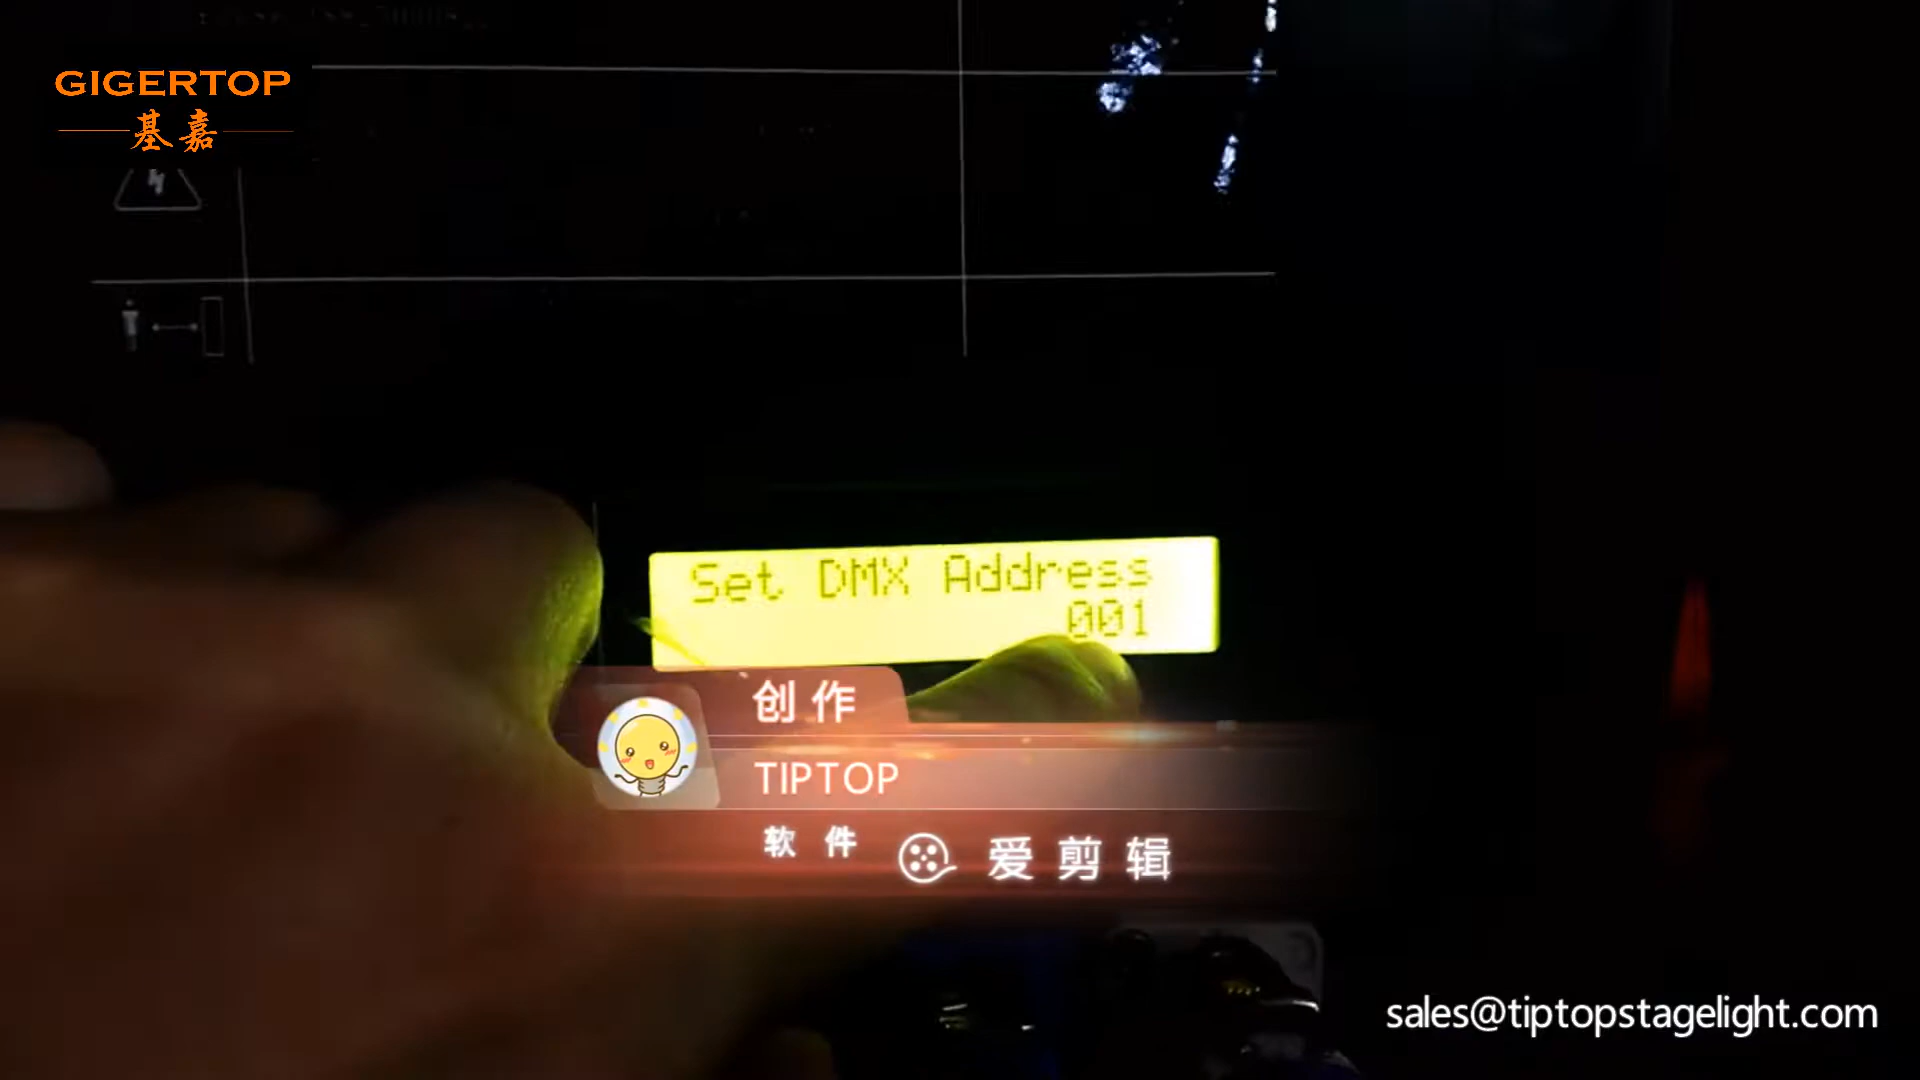 GIGERTOP
基嘉
Set DMX Address
001
创作
TIPTOP
软件 爱剪辑
sales@tiptopstagelight.com